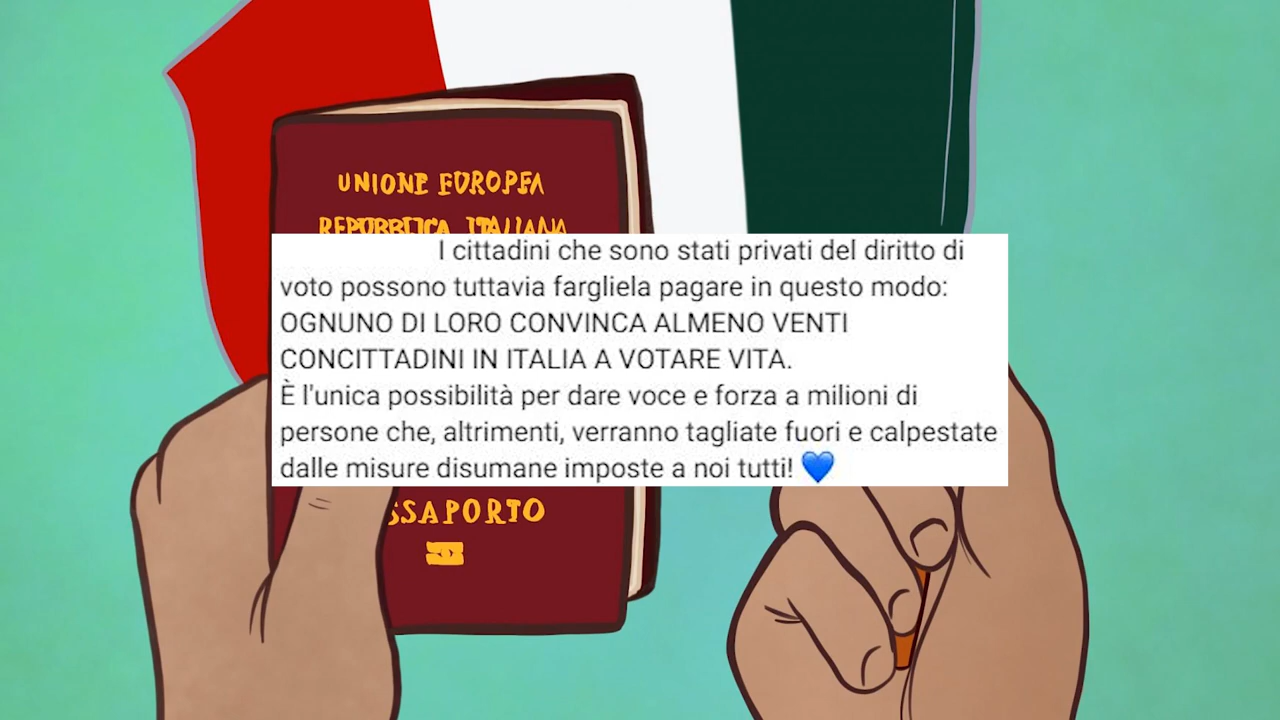 UNIONE EUROPEA
REPUBBLICA ITALIANA
I cittadini che sono stati privati del diritto di
voto possono tuttavia fargliela pagare in questo modo:
OGNUNO DI LORO CONVINCA ALMENO VENTI
CONCITTADINI IN ITALIA A VOTARE VITA.
È l'unica possibilità per dare voce e forza a milioni di
persone che, altrimenti, verranno tagliate fuori e calpestate
dalle misure disumane imposte a noi tutti! 💙
SSAPORTO